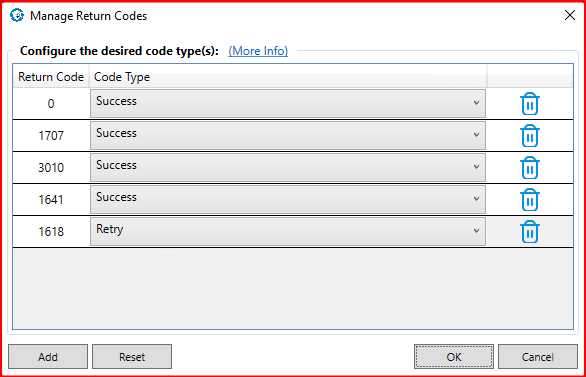 Manage Return Codes
Configure the desired code type(s): (More Info)
Return Code Code Type
0 Success
1707 Success
3010 Success
1641 Success
1618 Retry
Add Reset OK Cancel